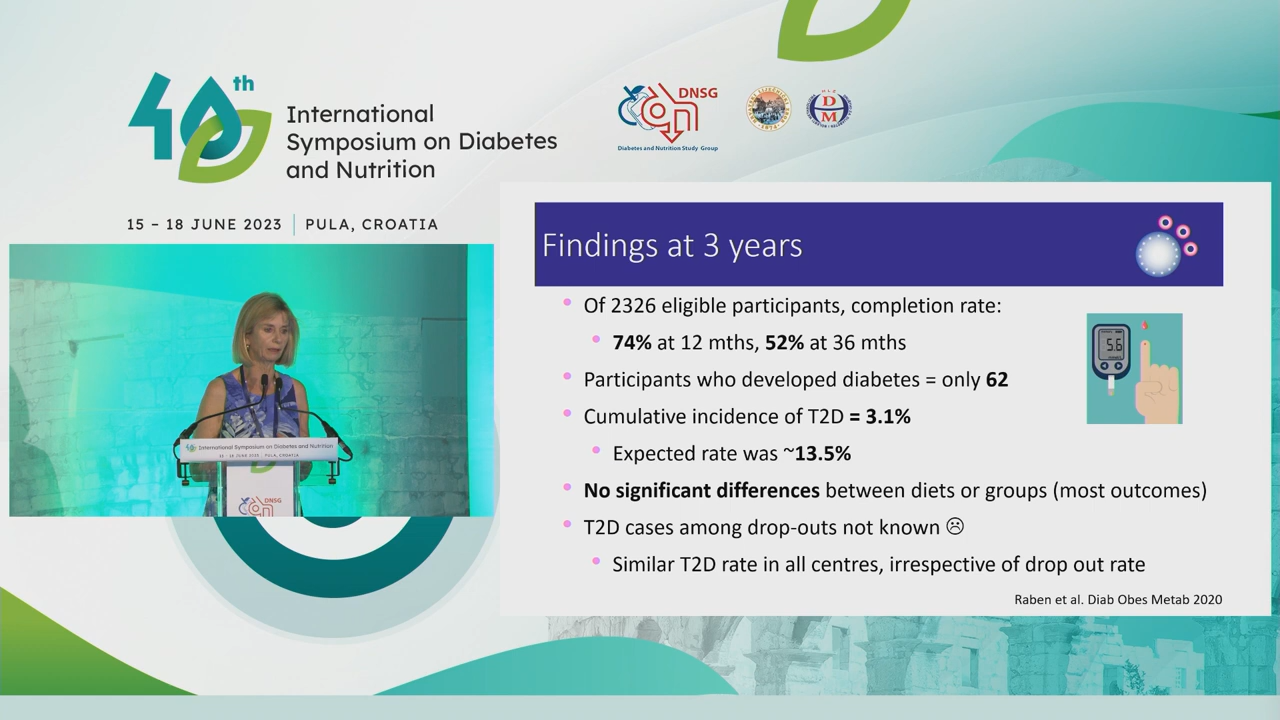 40th
International
Symposium on Diabetes
and Nutrition
15 – 18 JUNE 2023 | PULA, CROATIA
DNSG
Diabetes and Nutrition Study Group
D
M
International Symposium on Diabetes and Nutrition
15 - 18 JUNE 2023 | PULA, CROATIA
DNSG
Findings at 3 years
Of 2326 eligible participants, completion rate:
74% at 12 mths, 52% at 36 mths
Participants who developed diabetes = only 62
Cumulative incidence of T2D = 3.1%
Expected rate was ~13.5%
No significant differences between diets or groups (most outcomes)
T2D cases among drop-outs not known ☹
Similar T2D rate in all centres, irrespective of drop out rate
5.6
Raben et al. Diab Obes Metab 2020